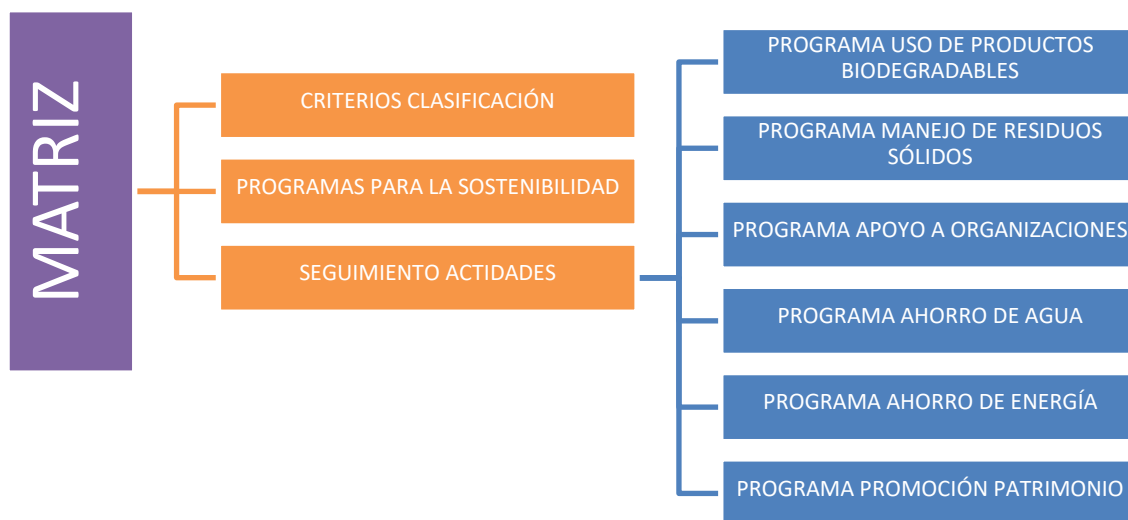 MATRIZ
CRITERIOS CLASIFICACIÓN
PROGRAMAS PARA LA SOSTENIBILIDAD
SEGUIMIENTO ACTIDADES
PROGRAMA USO DE PRODUCTOS
BIODEGRADABLES
PROGRAMA MANEJO DE RESIDUOS
SÓLIDOS
PROGRAMA APOYO A ORGANIZACIONES
PROGRAMA AHORRO DE AGUA
PROGRAMA AHORRO DE ENERGÍA
PROGRAMA PROMOCIÓN PATRIMONIO